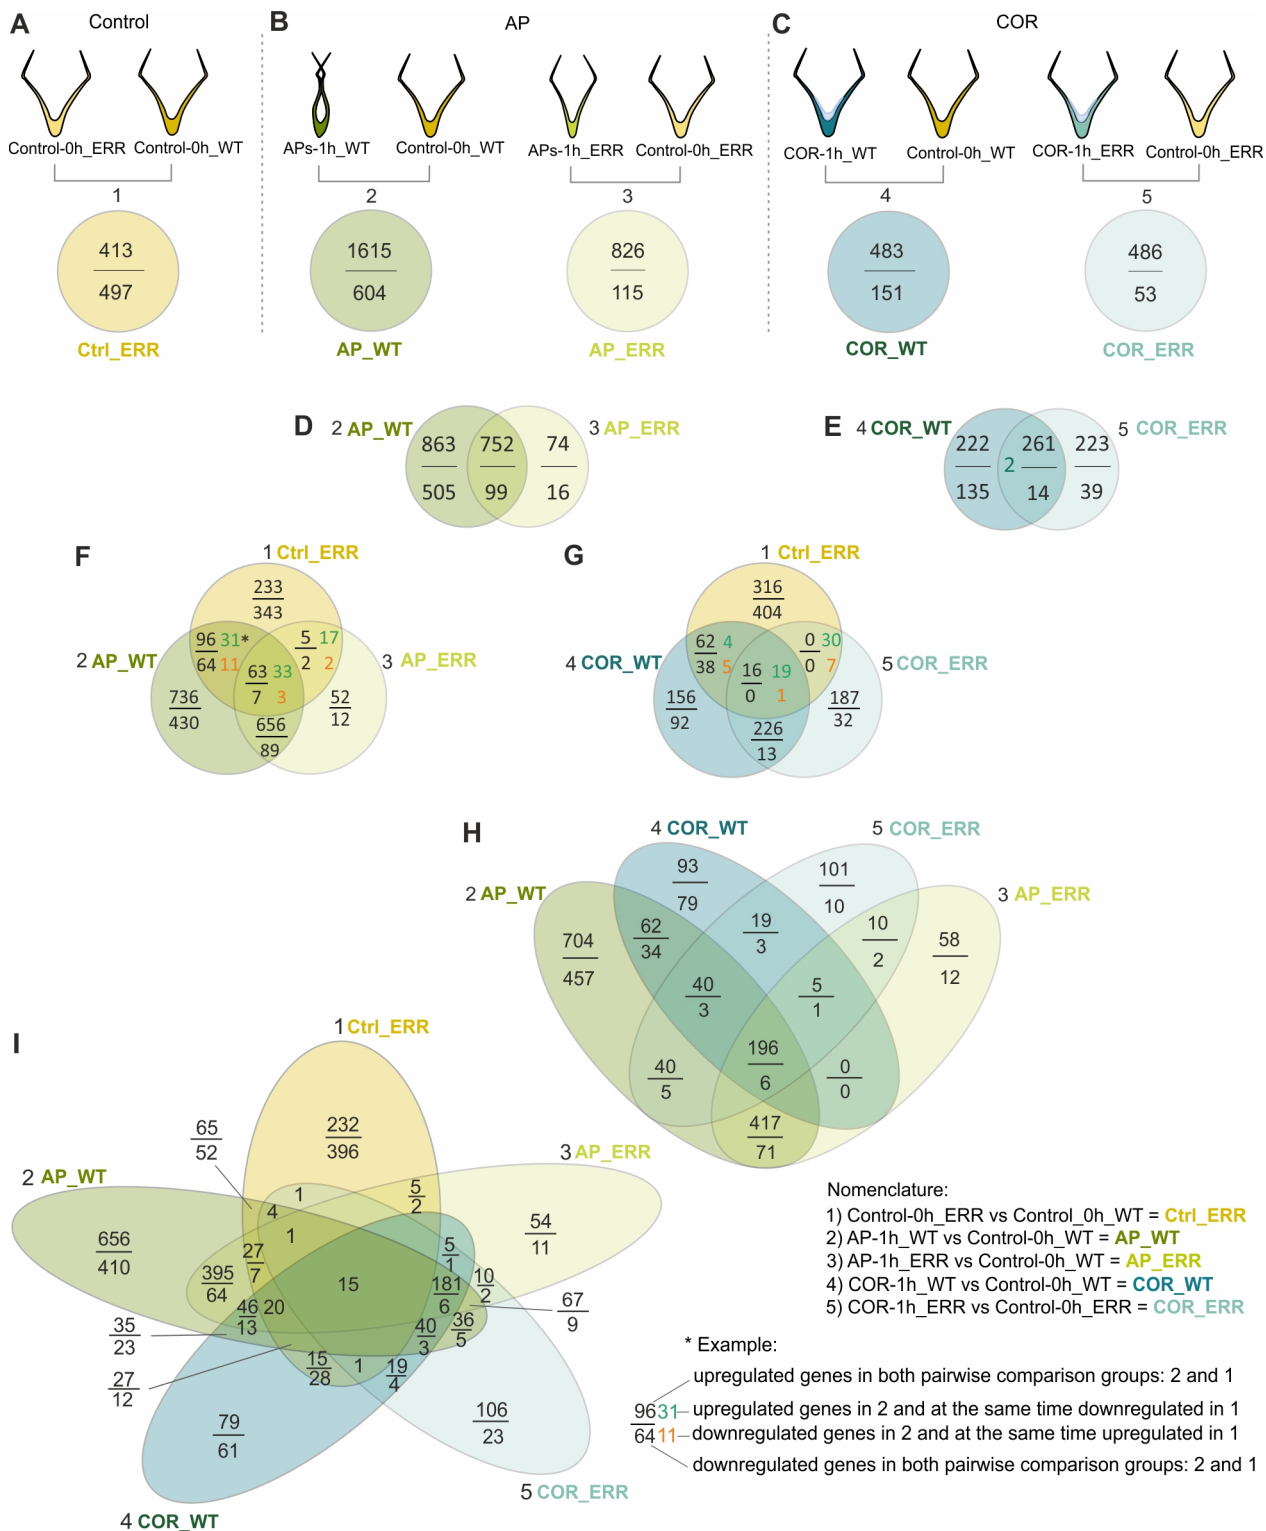 A Control
B AP
C COR
Control-0h_ERR Control-0h_WT
APs-1h_WT Control-0h_WT
APs-1h_ERR Control-0h_ERR
COR-1h_WT Control-0h_WT
COR-1h_ERR Control-0h_ERR
1
2
3
4
5
413
497
1615
604
826
115
483
151
486
53
Ctrl_ERR
AP_WT
AP_ERR
COR_WT
COR_ERR
D 2 AP_WT
3 AP_ERR
863
505
752
99
74
16
E 4 COR_WT
5 COR_ERR
222
135
2
261
14
223
39
F
1 Ctrl_ERR
2 AP_WT
3 AP_ERR
233
343
96 31*
64 11
5 17
2 2
63 33
7 3
736
430
52
12
656
89
G
1 Ctrl_ERR
4 COR_WT
5 COR_ERR
316
404
62 4
38 5
0 30
0 7
16 19
0 1
156
92
187
32
226
13
H
4 COR_WT
5 COR_ERR
2 AP_WT
3 AP_ERR
93
79
101
10
62
34
19
3
10
2
704
457
58
12
40
3
5
1
40
5
196
6
0
0
417
71
I
1 Ctrl_ERR
2 AP_WT
3 AP_ERR
4 COR_WT
5 COR_ERR
65
52
232
396
1
4
1
5
2
54
11
656
410
27
7
5
1
395
64
15
181
6
10
2
46
13
20
67
9
35
23
40
3
36
5
27
12
15
28
1
19
4
79
61
106
23
Nomenclature:
1) Control-0h_ERR vs Control_0h_WT = Ctrl_ERR
2) AP-1h_WT vs Control-0h_WT = AP_WT
3) AP-1h_ERR vs Control-0h_WT = AP_ERR
4) COR-1h_WT vs Control-0h_WT = COR_WT
5) COR-1h_ERR vs Control-0h_ERR = COR_ERR
* Example:
upregulated genes in both pairwise comparison groups: 2 and 1
96 31 upregulated genes in 2 and at the same time downregulated in 1
64 11 downregulated genes in 2 and at the same time upregulated in 1
downregulated genes in both pairwise comparison groups: 2 and 1